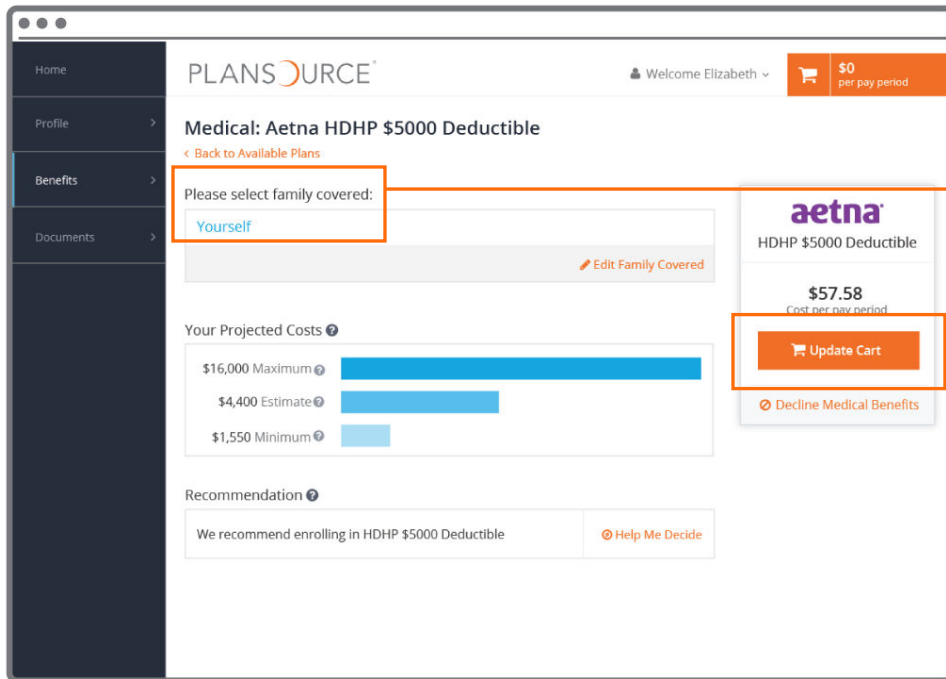 Home
Profile
Benefits
Documents
PLANSOURCE®
Welcome Elizabeth
$0
per pay period
Medical: Aetna HDHP $5000 Deductible
< Back to Available Plans
Please select family covered:
Yourself
Edit Family Covered
aetna
HDHP $5000 Deductible
$57.58
Cost per pay period
Update Cart
Decline Medical Benefits
Your Projected Costs ?
$16,000 Maximum ?
$4,400 Estimate ?
$1,550 Minimum ?
Recommendation ?
We recommend enrolling in HDHP $5000 Deductible
Help Me Decide